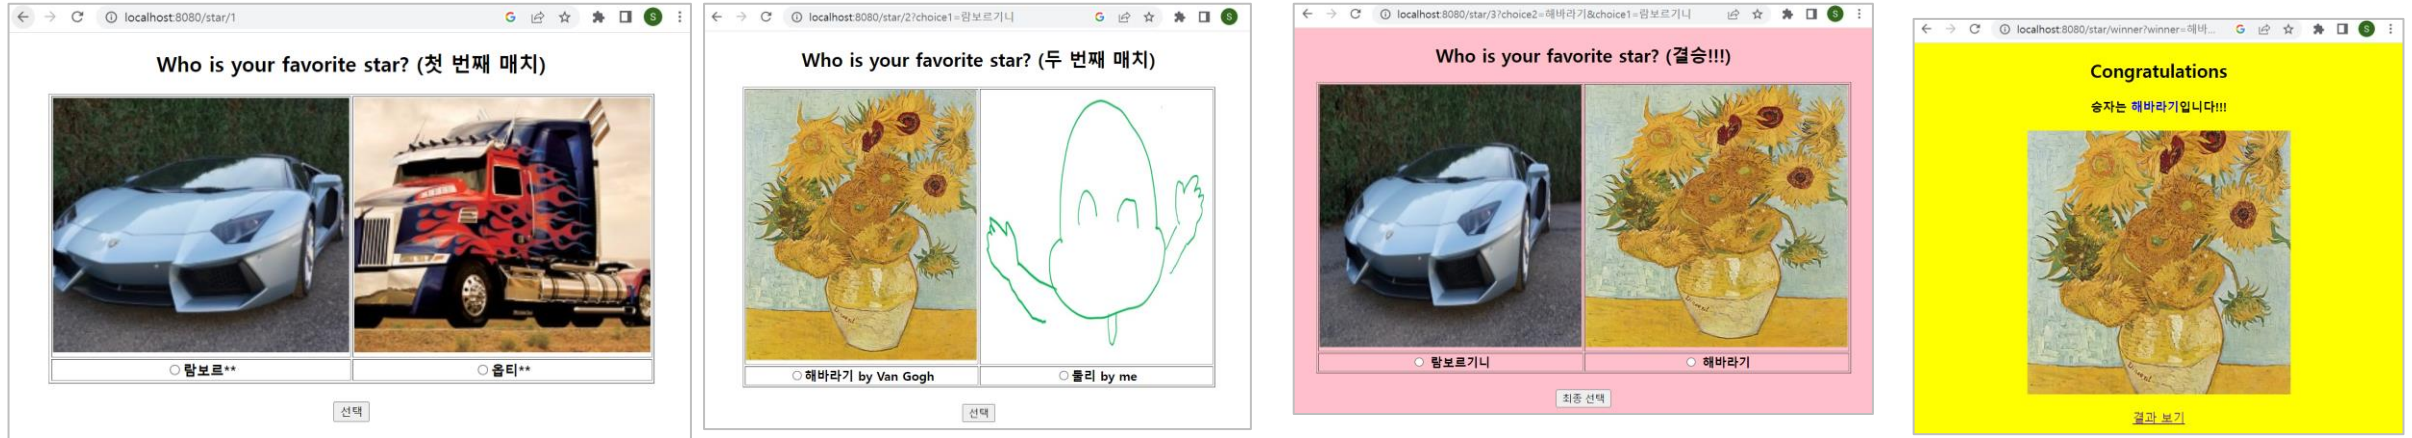 localhost:8080/star/1
S
Who is your favorite star? (첫 번째 매치)
람보르**
옵티**
선택
localhost:8080/star/2?choice1=람보르기니
S
Who is your favorite star? (두 번째 매치)
해바라기 by Van Gogh
둘리 by me
선택
localhost:8080/star/3?choice2=해바라기&choice1=람보르기니
S
Who is your favorite star? (결승!!!)
Vincent
람보르기니
해바라기
최종 선택
localhost:8080/star/winner?winner=해바...
S
Congratulations
승자는 해바라기입니다!!!
Vincent
결과 보기